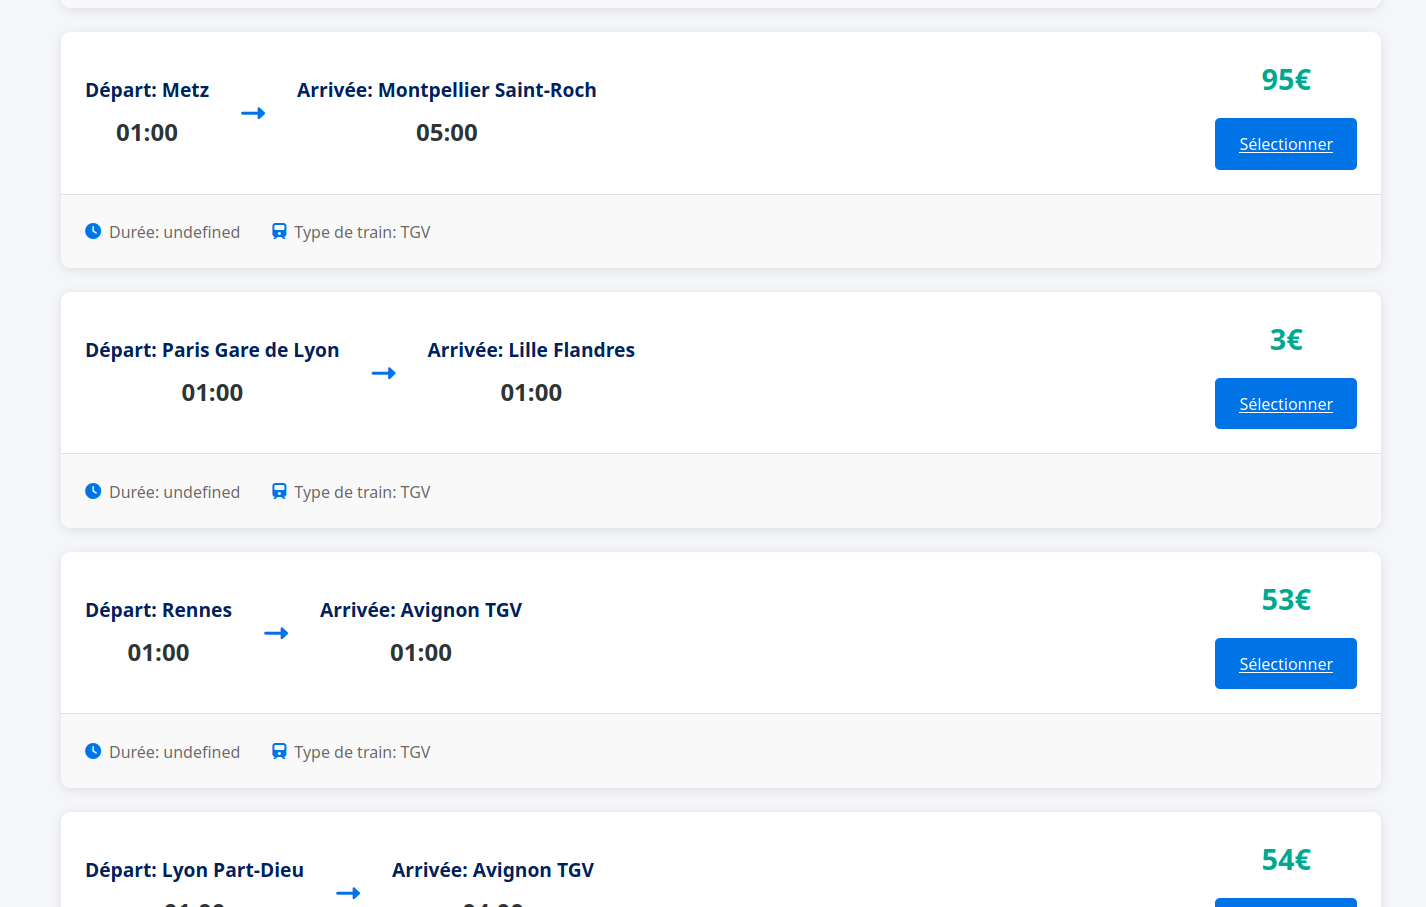 Départ: Metz
01:00
Arrivée: Montpellier Saint-Roch
05:00
95€
Sélectionner
Durée: undefined
Type de train: TGV
Départ: Paris Gare de Lyon
01:00
Arrivée: Lille Flandres
01:00
3€
Sélectionner
Durée: undefined
Type de train: TGV
Départ: Rennes
01:00
Arrivée: Avignon TGV
01:00
53€
Sélectionner
Durée: undefined
Type de train: TGV
Départ: Lyon Part-Dieu
Arrivée: Avignon TGV
54€